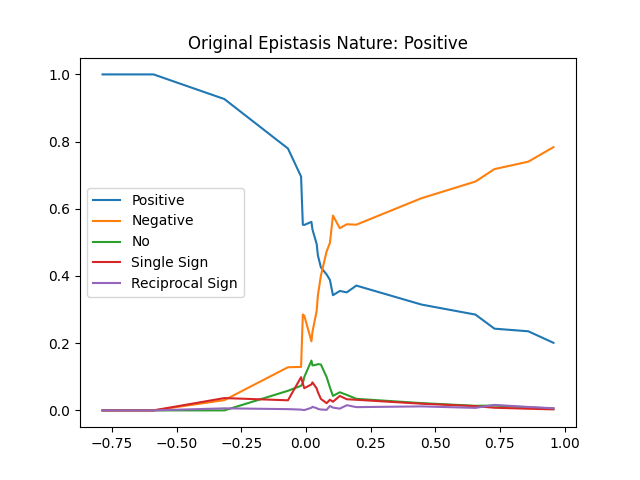 Original Epistasis Nature: Positive
1.0
0.8
0.6
0.4
0.2
0.0
Positive
Negative
No
Single Sign
Reciprocal Sign
−0.75 −0.50 −0.25 0.00 0.25 0.50 0.75 1.00